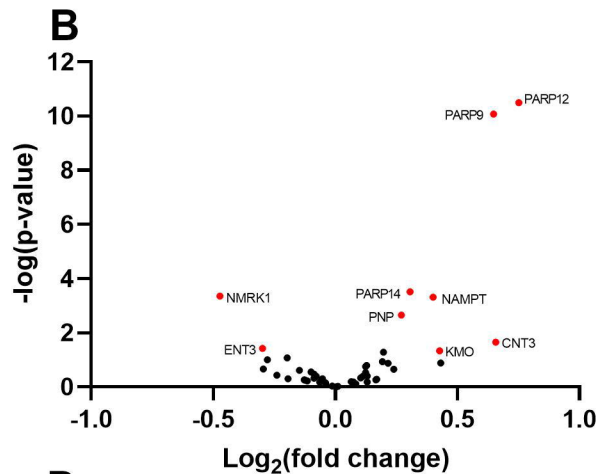 B
12
10
8
6
4
2
0
-log(p-value)
PARP12
PARP9
PARP14
NAMPT
NMRK1
PNP
ENT3
KMO
CNT3
-1.0
-0.5
0.0
0.5
1.0
Log₂(fold change)